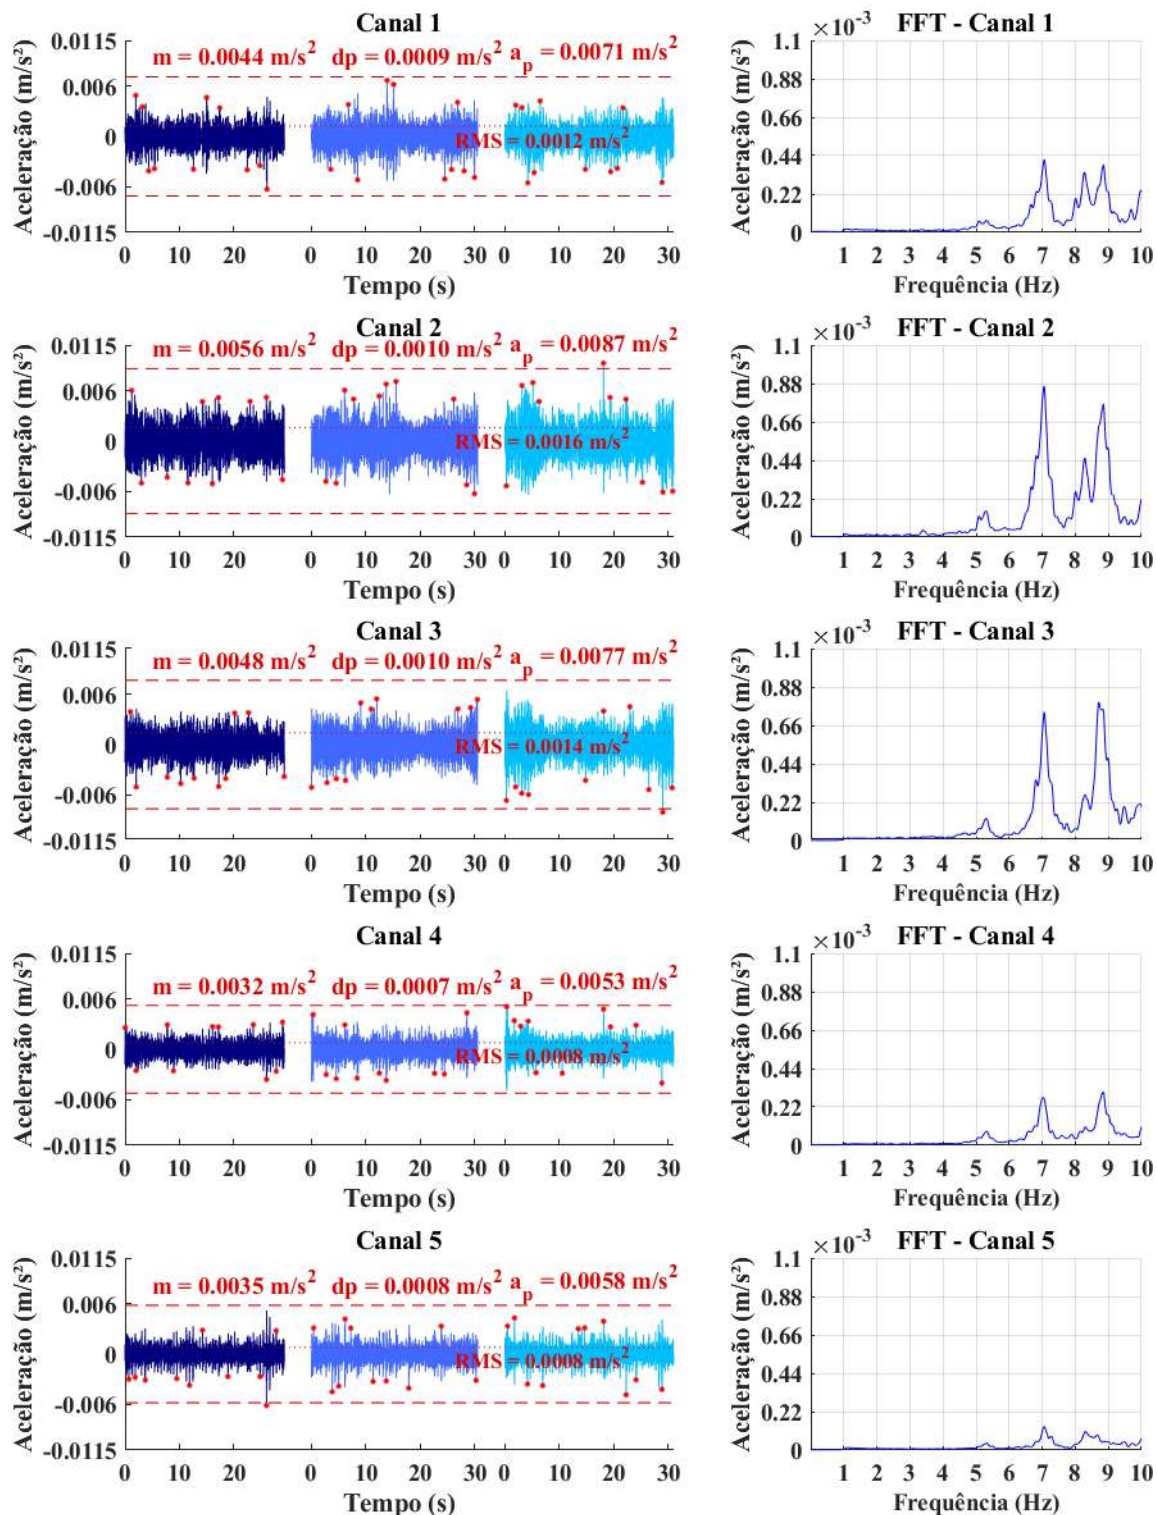 Canal 1
m = 0.0044 m/s² dp = 0.0009 m/s² a_p = 0.0071 m/s²
RMS = 0.0012 m/s²
Aceleração (m/s²)
0.0115
0.006
0
-0.006
-0.0115
0 10 20 0 10 20 30 0 10 20 30
Tempo (s)
FFT - Canal 1
×10⁻³
Aceleração (m/s²)
1.1
0.88
0.66
0.44
0.22
0
1 2 3 4 5 6 7 8 9 10
Frequência (Hz)
Canal 2
m = 0.0056 m/s² dp = 0.0010 m/s² a_p = 0.0087 m/s²
RMS = 0.0016 m/s²
Aceleração (m/s²)
0.0115
0.006
0
-0.006
-0.0115
0 10 20 0 10 20 30 0 10 20 30
Tempo (s)
FFT - Canal 2
×10⁻³
Aceleração (m/s²)
1.1
0.88
0.66
0.44
0.22
0
1 2 3 4 5 6 7 8 9 10
Frequência (Hz)
Canal 3
m = 0.0048 m/s² dp = 0.0010 m/s² a_p = 0.0077 m/s²
RMS = 0.0014 m/s²
Aceleração (m/s²)
0.0115
0.006
0
-0.006
-0.0115
0 10 20 0 10 20 30 0 10 20 30
Tempo (s)
FFT - Canal 3
×10⁻³
Aceleração (m/s²)
1.1
0.88
0.66
0.44
0.22
0
1 2 3 4 5 6 7 8 9 10
Frequência (Hz)
Canal 4
m = 0.0032 m/s² dp = 0.0007 m/s² a_p = 0.0053 m/s²
RMS = 0.0008 m/s²
Aceleração (m/s²)
0.0115
0.006
0
-0.006
-0.0115
0 10 20 0 10 20 30 0 10 20 30
Tempo (s)
FFT - Canal 4
×10⁻³
Aceleração (m/s²)
1.1
0.88
0.66
0.44
0.22
0
1 2 3 4 5 6 7 8 9 10
Frequência (Hz)
Canal 5
m = 0.0035 m/s² dp = 0.0008 m/s² a_p = 0.0058 m/s²
RMS = 0.0008 m/s²
Aceleração (m/s²)
0.0115
0.006
0
-0.006
-0.0115
0 10 20 0 10 20 30 0 10 20 30
Tempo (s)
FFT - Canal 5
×10⁻³
Aceleração (m/s²)
1.1
0.88
0.66
0.44
0.22
0
1 2 3 4 5 6 7 8 9 10
Frequência (Hz)